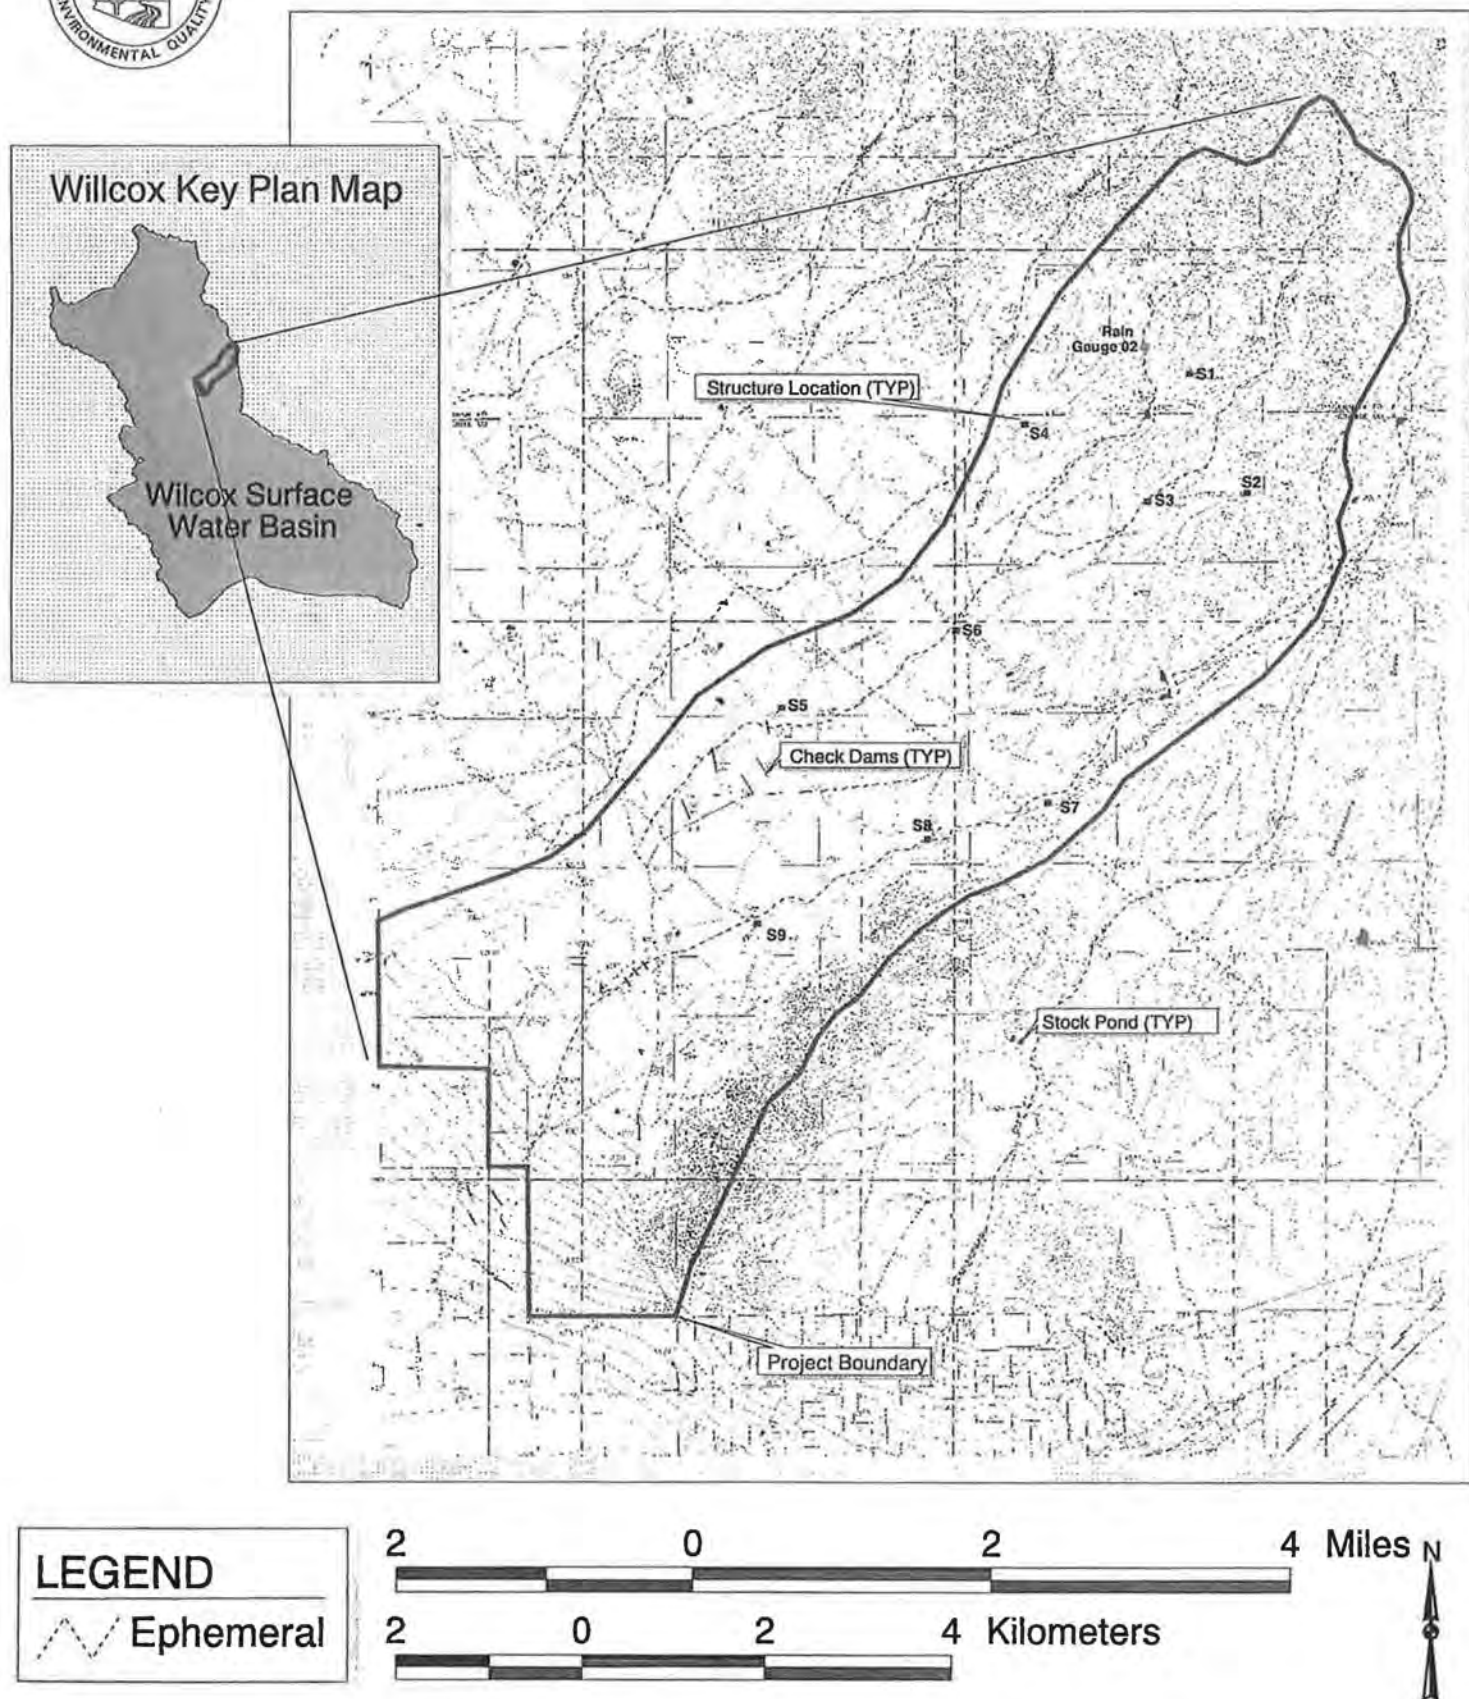 ENVIRONMENTAL QUALITY
Willcox Key Plan Map
Wilcox Surface
Water Basin
Rain
Gauge 02
S1
Structure Location (TYP)
S4
S2
S3
S6
S5
Check Dams (TYP)
S7
S8
S9
Stock Pond (TYP)
Project Boundary
LEGEND
Ephemeral
2 0 2 4 Miles
N
2 0 2 4 Kilometers